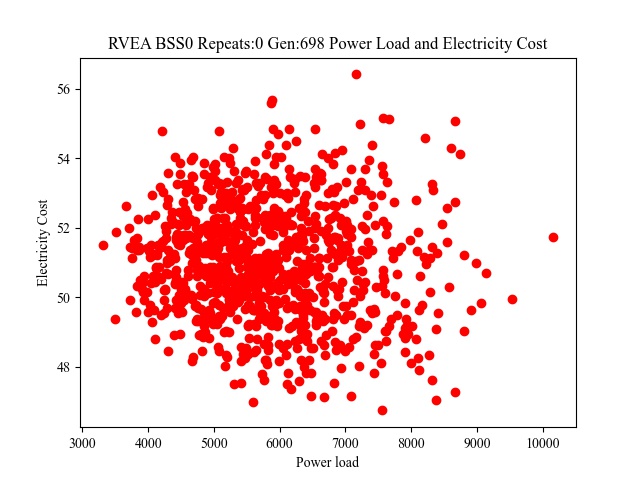 RVEA BSS0 Repeats:0 Gen:698 Power Load and Electricity Cost
56
54
52
50
48
Electricity Cost
3000 4000 5000 6000 7000 8000 9000 10000
Power load